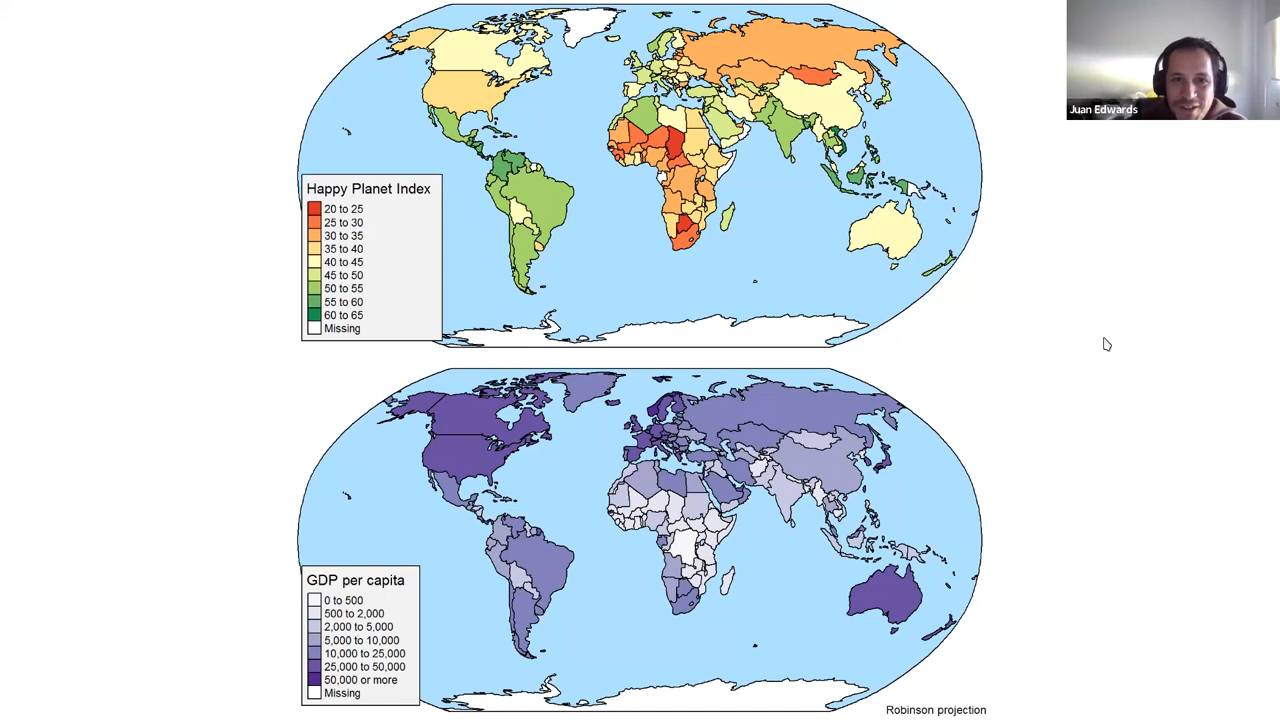 Juan Edwards
Happy Planet Index
20 to 25
25 to 30
30 to 35
35 to 40
40 to 45
45 to 50
50 to 55
55 to 60
60 to 65
Missing
GDP per capita
0 to 500
500 to 2,000
2,000 to 5,000
5,000 to 10,000
10,000 to 25,000
25,000 to 50,000
50,000 or more
Missing
Robinson projection